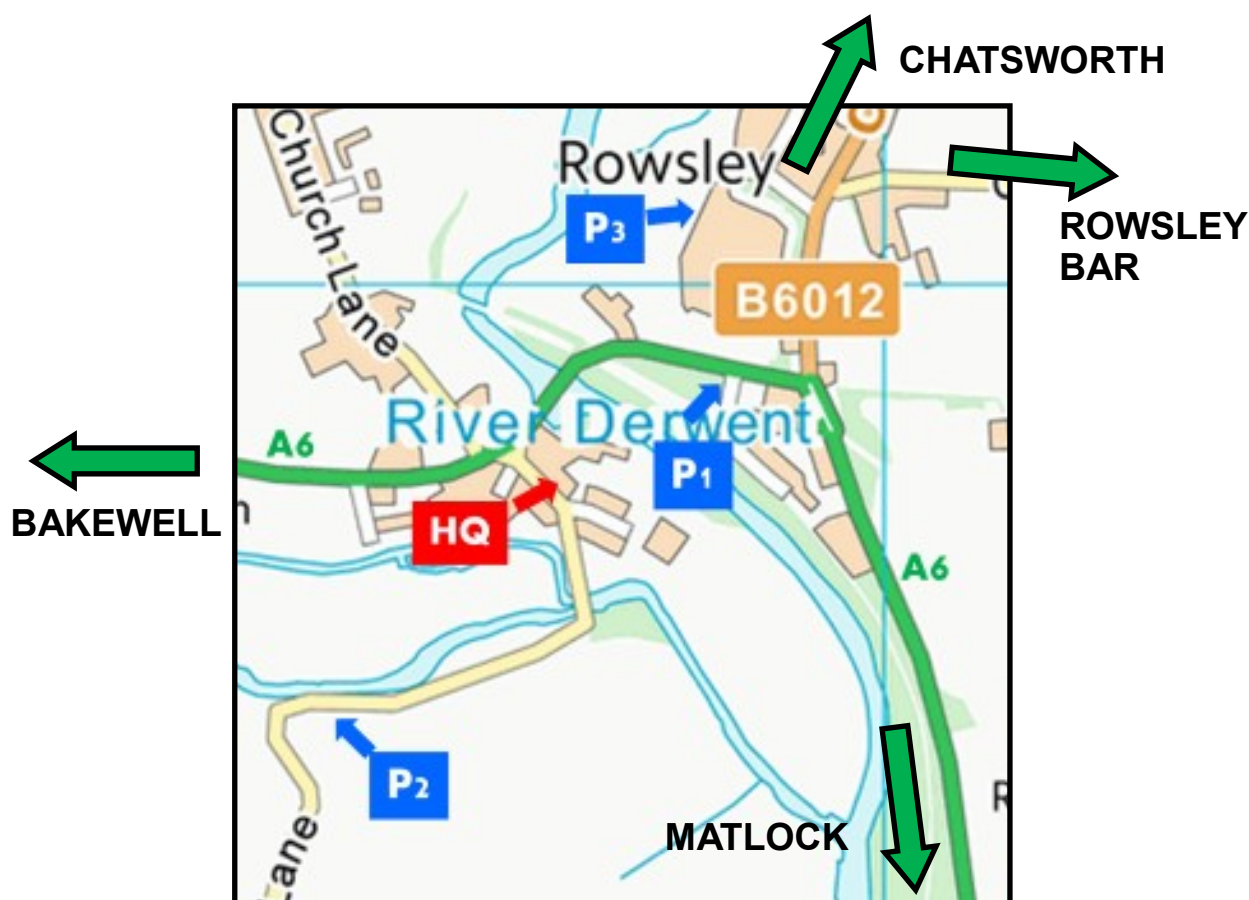 CHATSWORTH
Church Lane
Rowsley
P3
ROWSLEY
BAR
B6012
River Derwent
A6
P1
BAKEWELL
HQ
A6
P2
MATLOCK
Lane